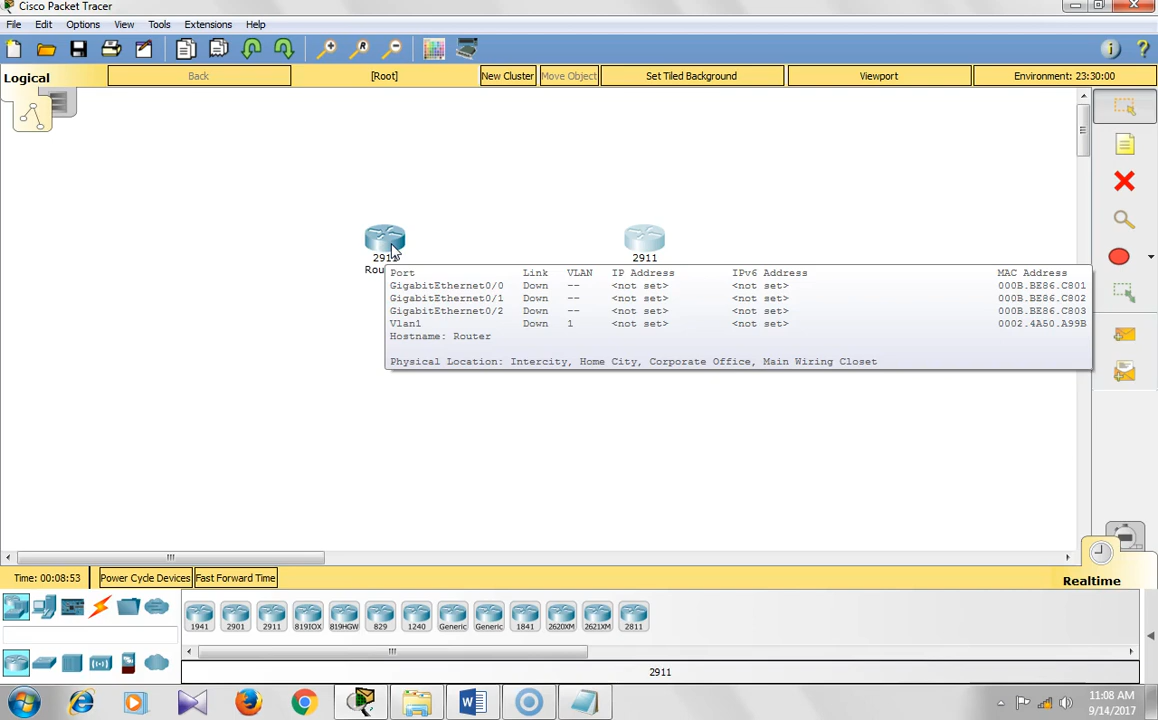 Cisco Packet Tracer
File Edit Options View Tools Extensions Help
Logical
Back
[Root]
New Cluster
Move Object
Set Tiled Background
Viewport
Environment: 23:30:00
2911
2911
Port Link VLAN IP Address IPv6 Address MAC Address
GigabitEthernet0/0 Down -- <not set> <not set> 000B.BE86.C801
GigabitEthernet0/1 Down -- <not set> <not set> 000B.BE86.C802
GigabitEthernet0/2 Down -- <not set> <not set> 000B.BE86.C803
Vlan1 Down 1 <not set> <not set> 0002.4A50.A99B
Hostname: Router
Physical Location: Intercity, Home City, Corporate Office, Main Wiring Closet
Time: 00:08:53
Power Cycle Devices
Fast Forward Time
Realtime
1941 2901 2911 819IOX 819HGW 829 1240 Generic Generic 1841 2620XM 2621XM 2811
2911
11:08 AM
9/14/2017